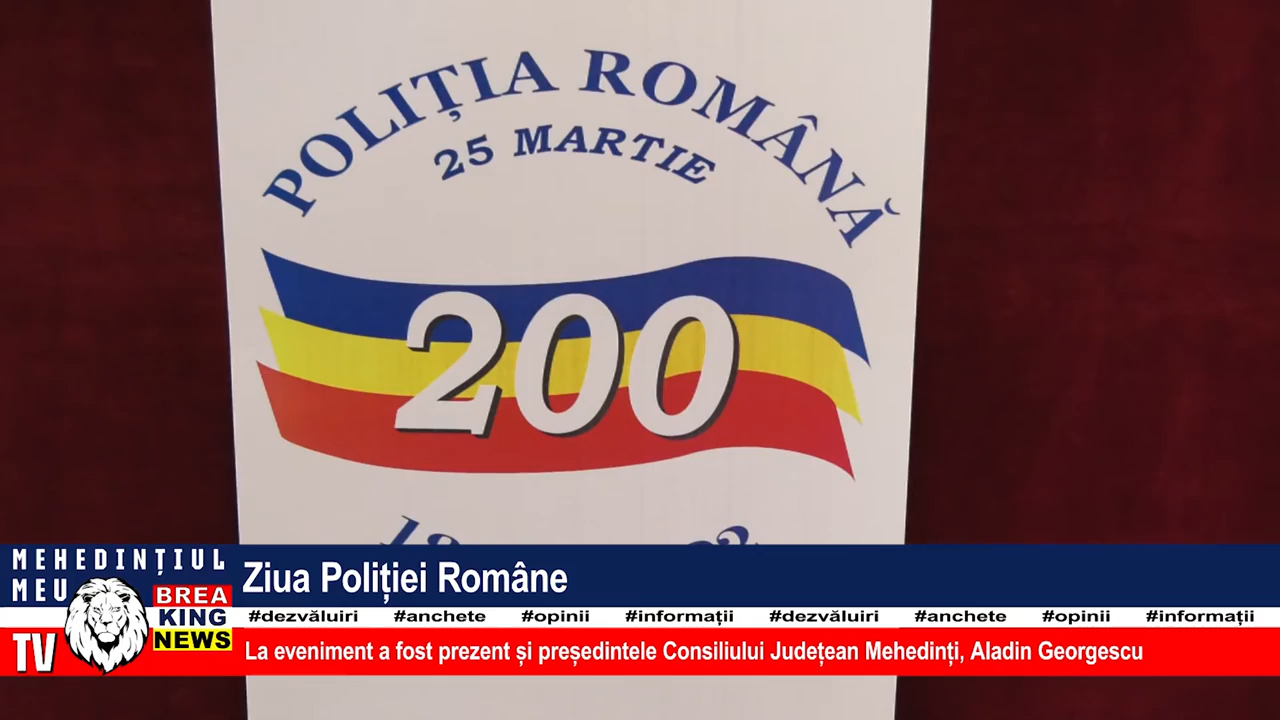 POLIȚIA ROMÂNĂ
25 MARTIE
200
MEHEDINȚIUL
MEU
TV
BREA
KING
NEWS
Ziua Poliției Române
#dezvăluiri #anchete #opinii #informații #dezvăluiri #anchete #opinii #informații
La eveniment a fost prezent și președintele Consiliului Județean Mehedinți, Aladin Georgescu